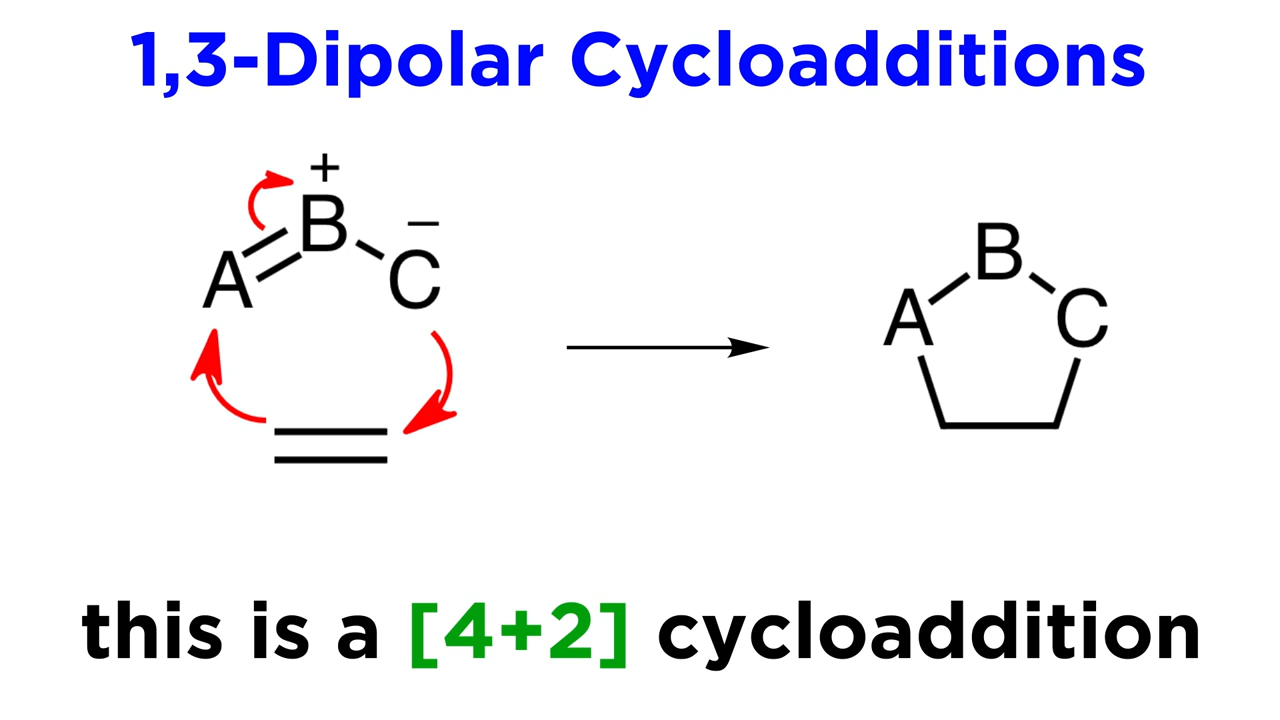 1,3-Dipolar Cycloadditions
+
B
−
A
C
B
A
C
this is a [4+2] cycloaddition